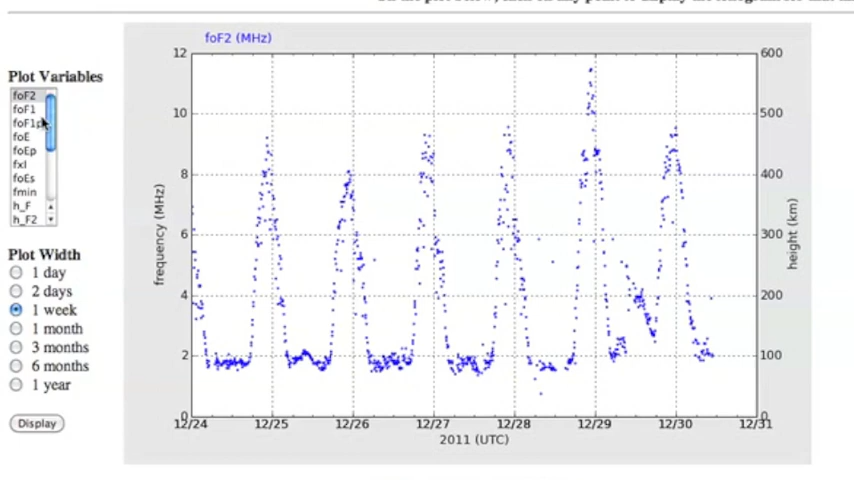 foF2 (MHz)
Plot Variables
foF2
foF1
foF1p
foE
foEp
fxI
foEs
fmin
h_F
h_F2
Plot Width
1 day
2 days
1 week
1 month
3 months
6 months
1 year
Display
frequency (MHz)
12
10
8
6
4
2
0
600
500
400
300
200
100
0
height (km)
12/24 12/25 12/26 12/27 12/28 12/29 12/30 12/31
2011 (UTC)